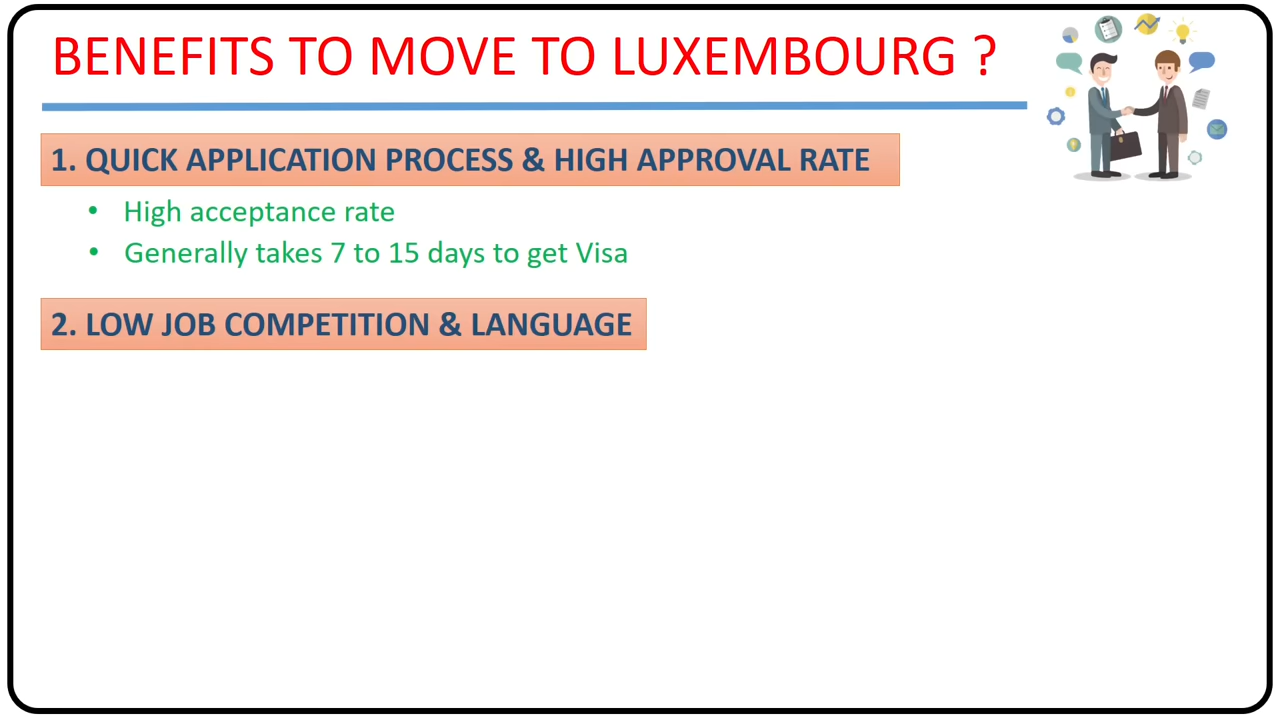 BENEFITS TO MOVE TO LUXEMBOURG ?
1. QUICK APPLICATION PROCESS & HIGH APPROVAL RATE
• High acceptance rate
• Generally takes 7 to 15 days to get Visa
2. LOW JOB COMPETITION & LANGUAGE